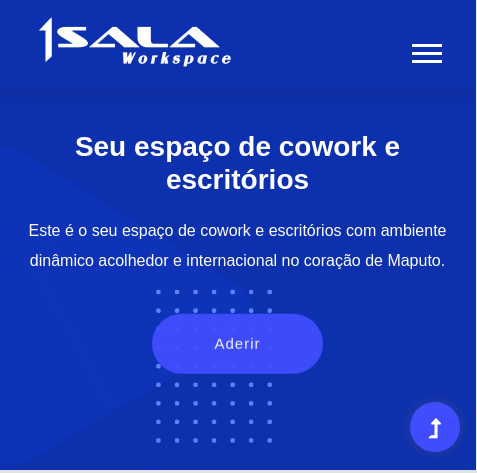 1SALA
Workspace
Seu espaço de cowork e
escritórios
Este é o seu espaço de cowork e escritórios com ambiente
dinâmico acolhedor e internacional no coração de Maputo.
Aderir